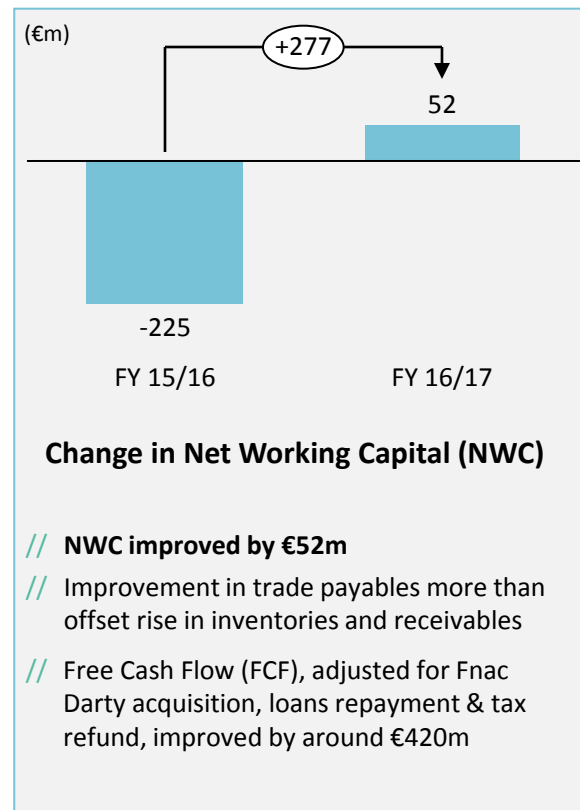 (€m)
+277
52
-225
FY 15/16 FY 16/17
Change in Net Working Capital (NWC)
// NWC improved by €52m
// Improvement in trade payables more than
offset rise in inventories and receivables
// Free Cash Flow (FCF), adjusted for Fnac
Darty acquisition, loans repayment & tax
refund, improved by around €420m